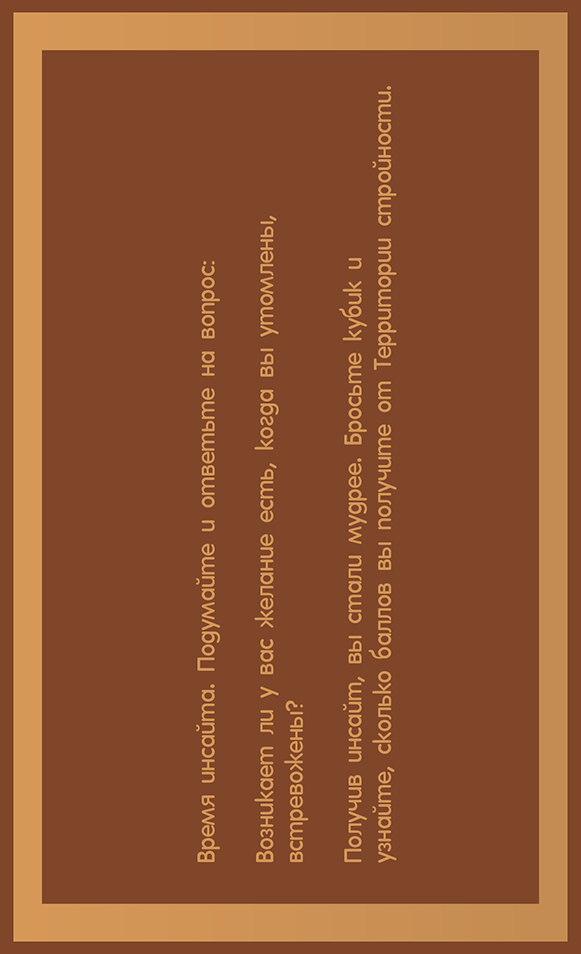 Время инсайта. Подумайте и ответьте на вопрос:
Возникает ли у вас желание есть, когда вы утомлены,
встревожены?
Получив инсайт, вы стали мудрее. Бросьте кубик и
узнайте, сколько баллов вы получите от Территории стройности.